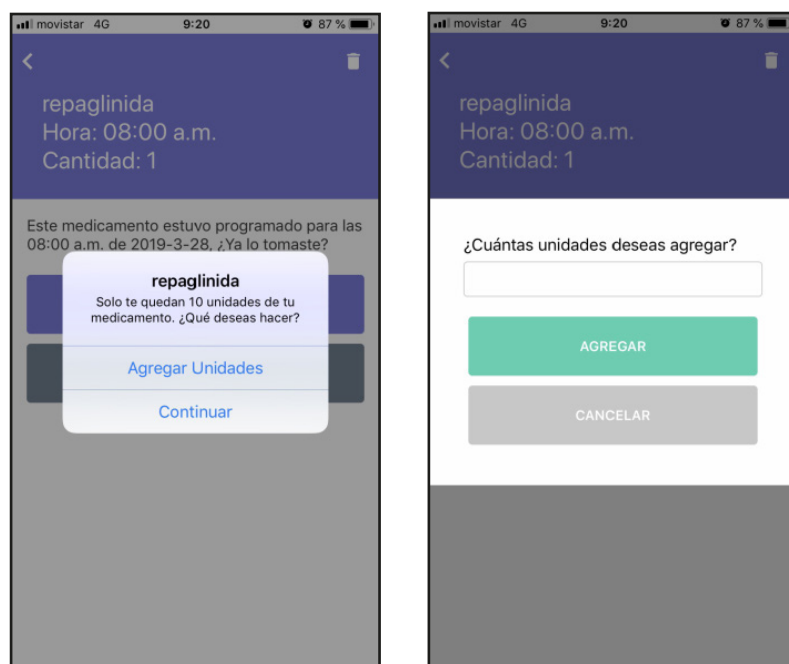 movistar 4G 9:20 87 %
repaglinida
Hora: 08:00 a.m.
Cantidad: 1
Este medicamento estuvo programado para las
08:00 a.m. de 2019-3-28, ¿Ya lo tomaste?
repaglinida
Solo te quedan 10 unidades de tu
medicamento. ¿Qué deseas hacer?
Agregar Unidades
Continuar
movistar 4G 9:20 87 %
repaglinida
Hora: 08:00 a.m.
Cantidad: 1
¿Cuántas unidades deseas agregar?
AGREGAR
CANCELAR